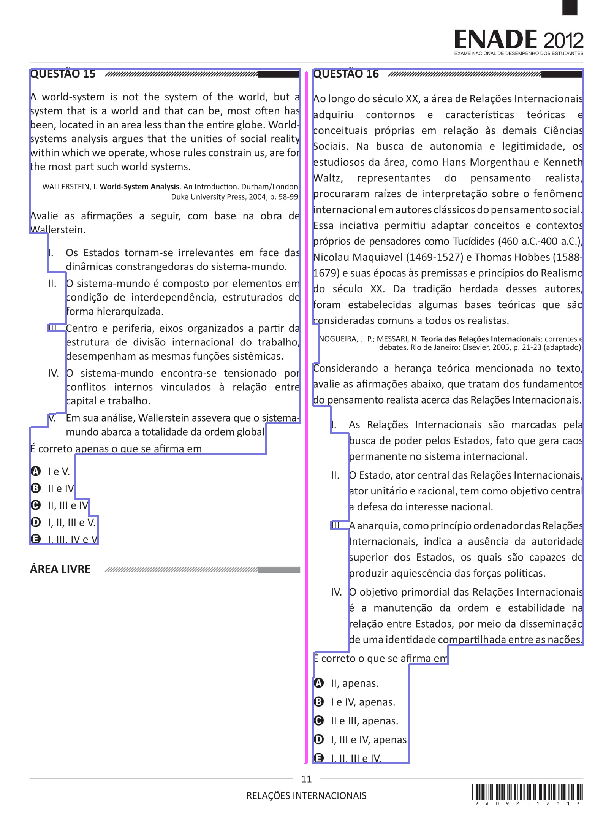 ENADE 2012
EXAME NACIONAL DE DESEMPENHO DOS ESTUDANTES
QUESTÃO 15
A world-system is not the system of the world, but a
system that is a world and that can be, most often has
been, located in an area less than the entire globe. World-
systems analysis argues that the unities of social reality
within which we operate, whose rules constrain us, are for
the most part such world systems.
WALLERSTEIN, I. World-System Analysis. An Introduction, Durham/London,
Duke University Press, 2004, p. 98-99.
Avalie as afirmações a seguir, com base na obra de
Wallerstein.
I. Os Estados tornam-se irrelevantes em face das
dinâmicas constrangedoras do sistema-mundo.
II. O sistema-mundo é composto por elementos em
condição de interdependência, estruturados de
forma hierarquizada.
III. Centro e periferia, eixos organizados a partir da
estrutura de divisão internacional do trabalho,
desempenham as mesmas funções sistêmicas.
IV. O sistema-mundo encontra-se tensionado por
conflitos internos vinculados à relação entre
capital e trabalho.
V. Em sua análise, Wallerstein assevera que o sistema-
mundo abarca a totalidade da ordem global.
É correto apenas o que se afirma em
A I e V.
B II e IV.
C II, III e IV.
D I, II, III e V.
E I, III, IV e V.
ÁREA LIVRE
QUESTÃO 16
Ao longo do século XX, a área de Relações Internacionais
adquiriu contornos e características teóricas e
conceituais próprias em relação às demais Ciências
Sociais. Na busca de autonomia e legitimidade, os
estudiosos da área, como Hans Morgenthau e Kenneth
Waltz, representantes do pensamento realista,
procuraram raízes de interpretação sobre o fenômeno
internacional em autores clássicos do pensamento social.
Essa iniciativa permitiu adaptar conceitos e contextos
próprios de pensadores como Tucídides (460 a.C.-400 a.C.),
Nicolau Maquiavel (1469-1527) e Thomas Hobbes (1588-
1679) e suas épocas às premissas e princípios do Realismo
do século XX. Da tradição herdada desses autores,
foram estabelecidas algumas bases teóricas que são
consideradas comuns a todos os realistas.
NOGUEIRA, J. P.; MESSARI, N. Teoria das Relações Internacionais: correntes e
debates. Rio de Janeiro: Elsevier, 2005, p. 21-23 (adaptado).
Considerando a herança teórica mencionada no texto,
avalie as afirmações abaixo, que tratam dos fundamentos
do pensamento realista acerca das Relações Internacionais.
I. As Relações Internacionais são marcadas pela
busca de poder pelos Estados, fato que gera caos
permanente no sistema internacional.
II. O Estado, ator central das Relações Internacionais,
ator unitário e racional, tem como objetivo central
a defesa do interesse nacional.
III. A anarquia, como princípio ordenador das Relações
Internacionais, indica a ausência da autoridade
superior dos Estados, os quais são capazes de
produzir aquiescência das forças políticas.
IV. O objetivo primordial das Relações Internacionais
é a manutenção da ordem e estabilidade na
relação entre Estados, por meio da disseminação
de uma identidade compartilhada entre as nações.
É correto o que se afirma em
A II, apenas.
B I e IV, apenas.
C II e III, apenas.
D I, III e IV, apenas.
E I, II, III e IV.
11
RELAÇÕES INTERNACIONAIS